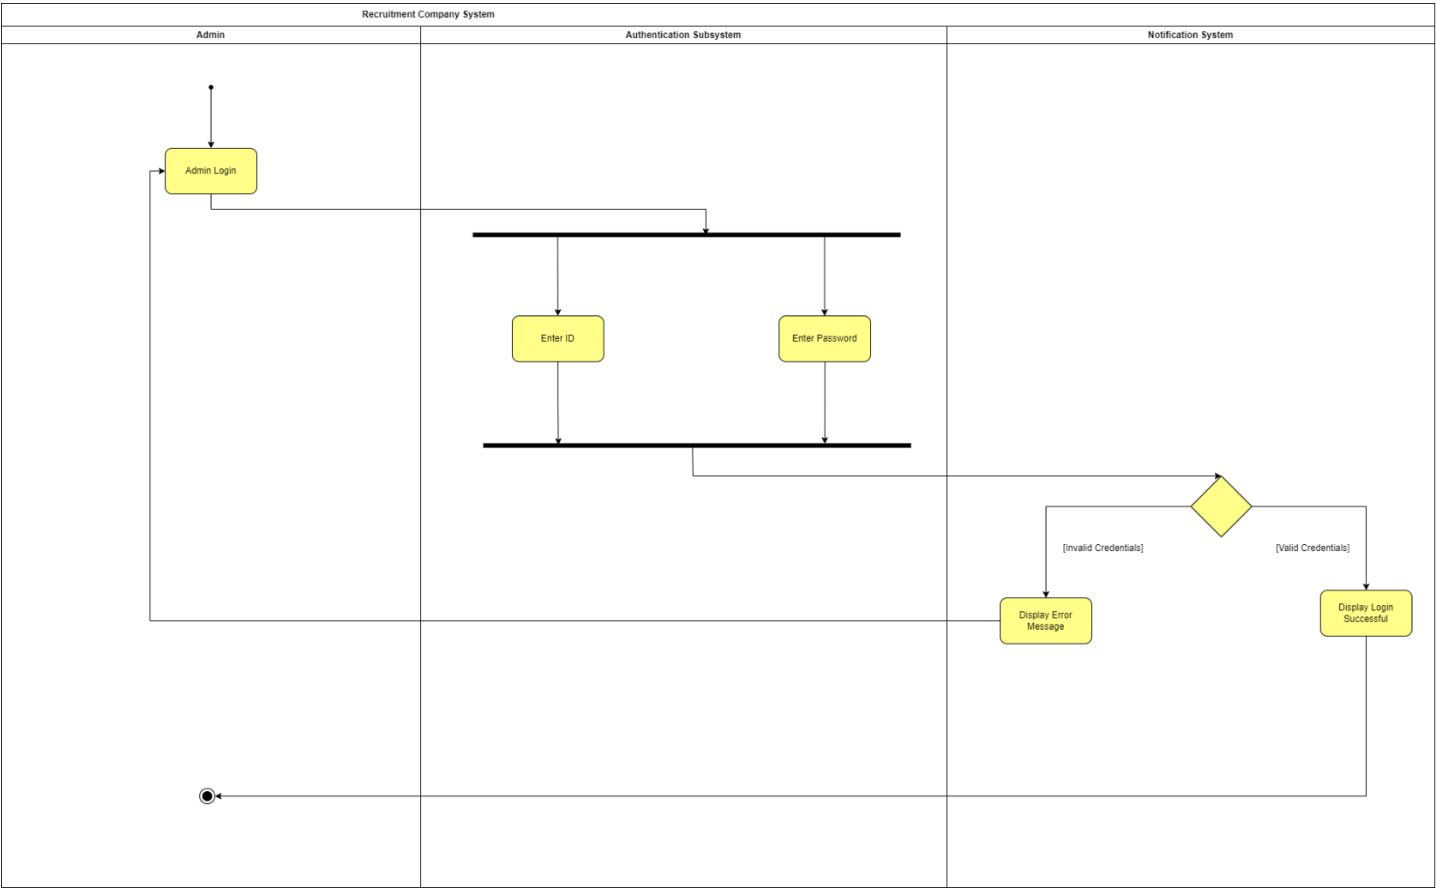 Recruitment Company System
Admin
Authentication Subsystem
Notification System
Admin Login
Enter ID
Enter Password
[Invalid Credentials]
[Valid Credentials]
Display Error
Message
Display Login
Successful